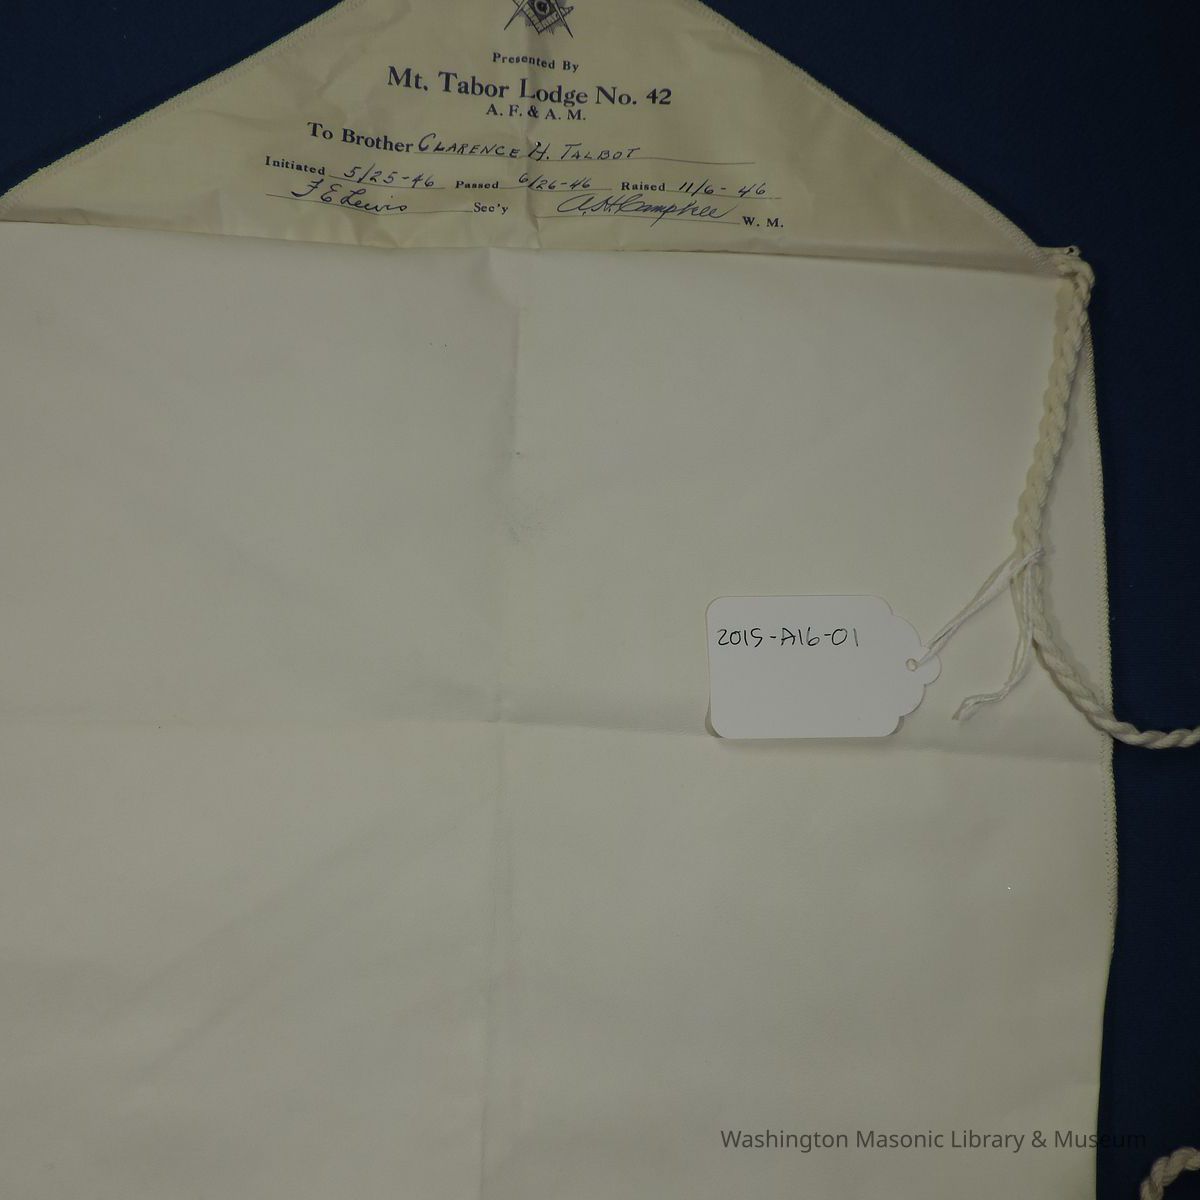 Presented By
Mt. Tabor Lodge No. 42
A. F. & A. M.
To Brother CLARENCE H. TALBOT
Initiated 5/25-46 Passed 6/26-46 Raised 11/6-46
F E Lewis Sec'y A. H. Campbell W. M.
2015-A16-01
Washington Masonic Library & Museum